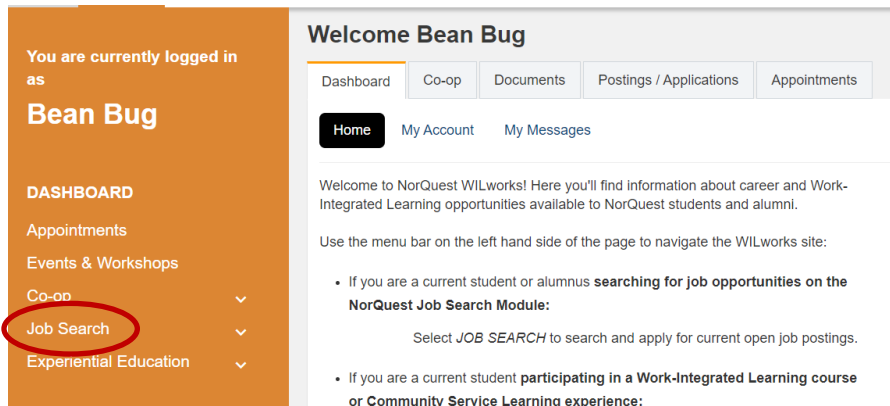 You are currently logged in
as
Bean Bug
DASHBOARD
Appointments
Events & Workshops
Co-op
Job Search
Experiential Education
Welcome Bean Bug
Dashboard Co-op Documents Postings / Applications Appointments
Home My Account My Messages
Welcome to NorQuest WILworks! Here you'll find information about career and Work-
Integrated Learning opportunities available to NorQuest students and alumni.
Use the menu bar on the left hand side of the page to navigate the WILworks site:
• If you are a current student or alumnus searching for job opportunities on the
NorQuest Job Search Module:
Select JOB SEARCH to search and apply for current open job postings.
• If you are a current student participating in a Work-Integrated Learning course
or Community Service Learning experience: